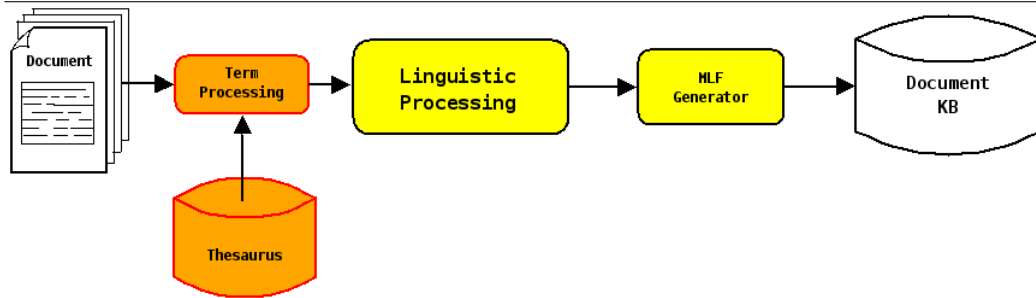 Document
Term
Processing
Linguistic
Processing
MLF
Generator
Document
KB
Thesaurus